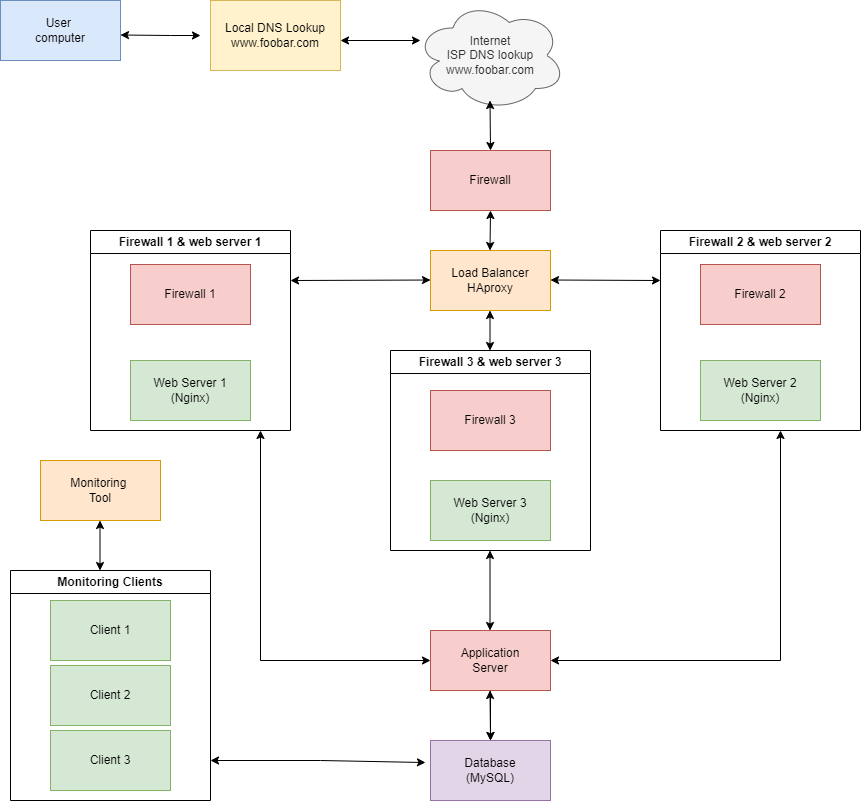 User
computer
Local DNS Lookup
www.foobar.com
Internet
ISP DNS lookup
www.foobar.com
Firewall
Firewall 1 & web server 1
Firewall 1
Web Server 1
(Nginx)
Load Balancer
HAproxy
Firewall 2 & web server 2
Firewall 2
Web Server 2
(Nginx)
Firewall 3 & web server 3
Firewall 3
Web Server 3
(Nginx)
Monitoring
Tool
Monitoring Clients
Client 1
Client 2
Client 3
Application
Server
Database
(MySQL)